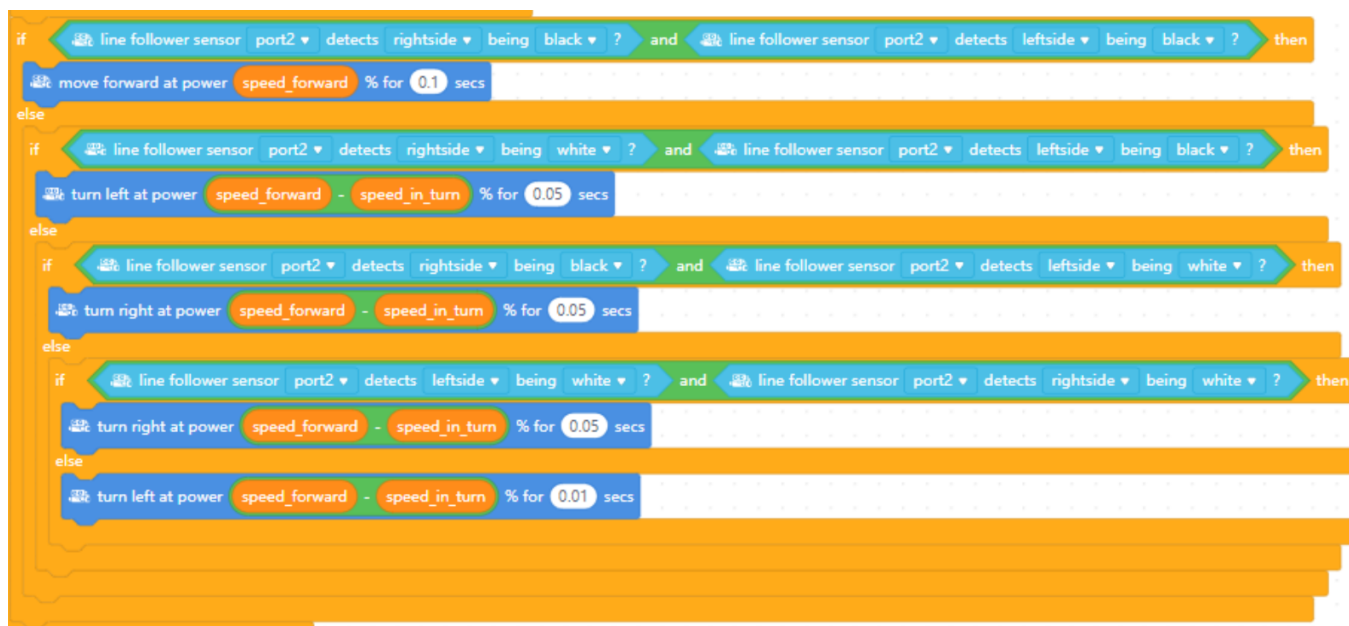 if line follower sensor port2 detects rightside being black ? and line follower sensor port2 detects leftside being black ? then
move forward at power speed_forward % for 0.1 secs
else
if line follower sensor port2 detects rightside being white ? and line follower sensor port2 detects leftside being black ? then
turn left at power speed_forward - speed_in_turn % for 0.05 secs
else
if line follower sensor port2 detects rightside being black ? and line follower sensor port2 detects leftside being white ? then
turn right at power speed_forward - speed_in_turn % for 0.05 secs
else
if line follower sensor port2 detects leftside being white ? and line follower sensor port2 detects rightside being white ? then
turn right at power speed_forward - speed_in_turn % for 0.05 secs
else
turn left at power speed_forward - speed_in_turn % for 0.01 secs